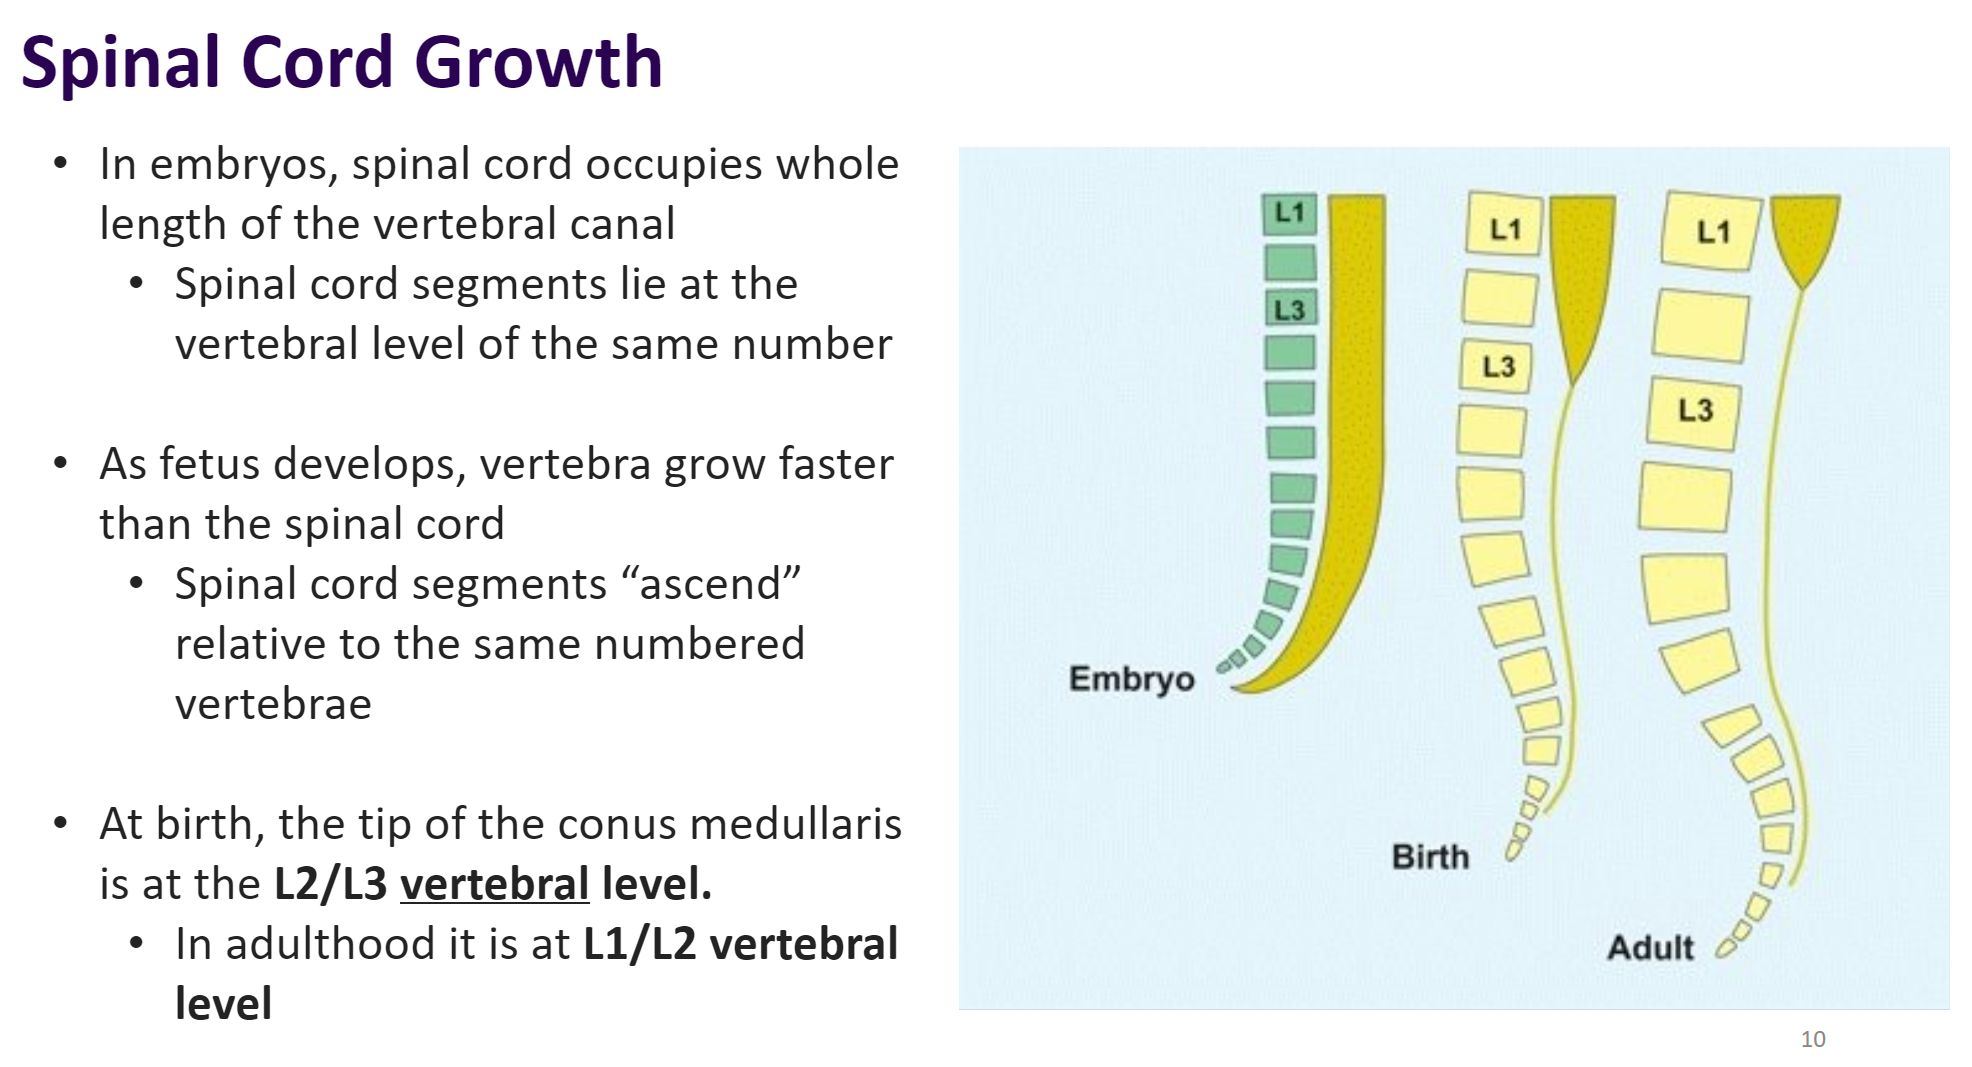 Spinal Cord Growth
• In embryos, spinal cord occupies whole
length of the vertebral canal
• Spinal cord segments lie at the
vertebral level of the same number
• As fetus develops, vertebra grow faster
than the spinal cord
• Spinal cord segments “ascend”
relative to the same numbered
vertebrae
• At birth, the tip of the conus medullaris
is at the L2/L3 vertebral level.
• In adulthood it is at L1/L2 vertebral
level
L1
L3
Embryo
L1
L3
Birth
L1
L3
Adult
10